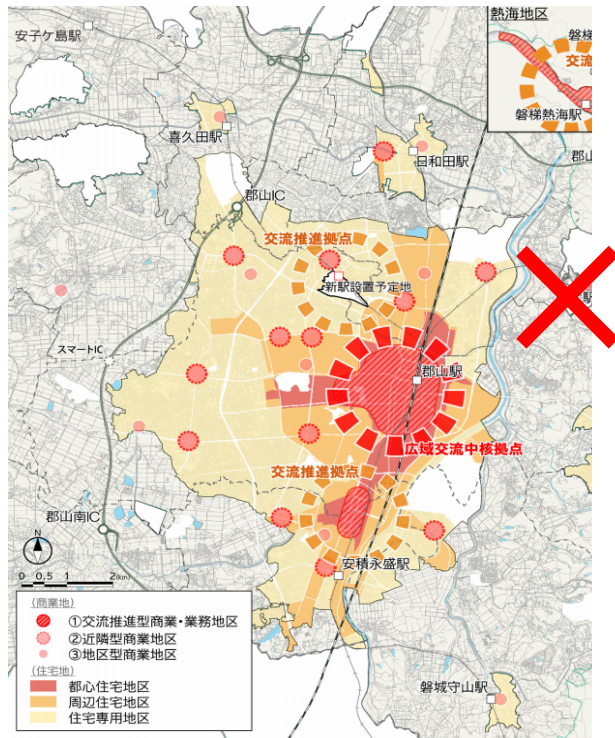 熱海地区
安子ケ島駅
磐梯
交流
磐梯熱海駅
喜久田駅
日和田駅
郡山
郡山IC
交流推進拠点
新駅設置予定地
スマートIC
郡山駅
広域交流中核拠点
交流推進拠点
郡山南IC
安積永盛駅
N
0 0.5 1 2(km)
(商業地)
①交流推進型商業・業務地区
②近隣型商業地区
③地区型商業地区
(住宅地)
都心住宅地区
周辺住宅地区
住宅専用地区
磐城守山駅